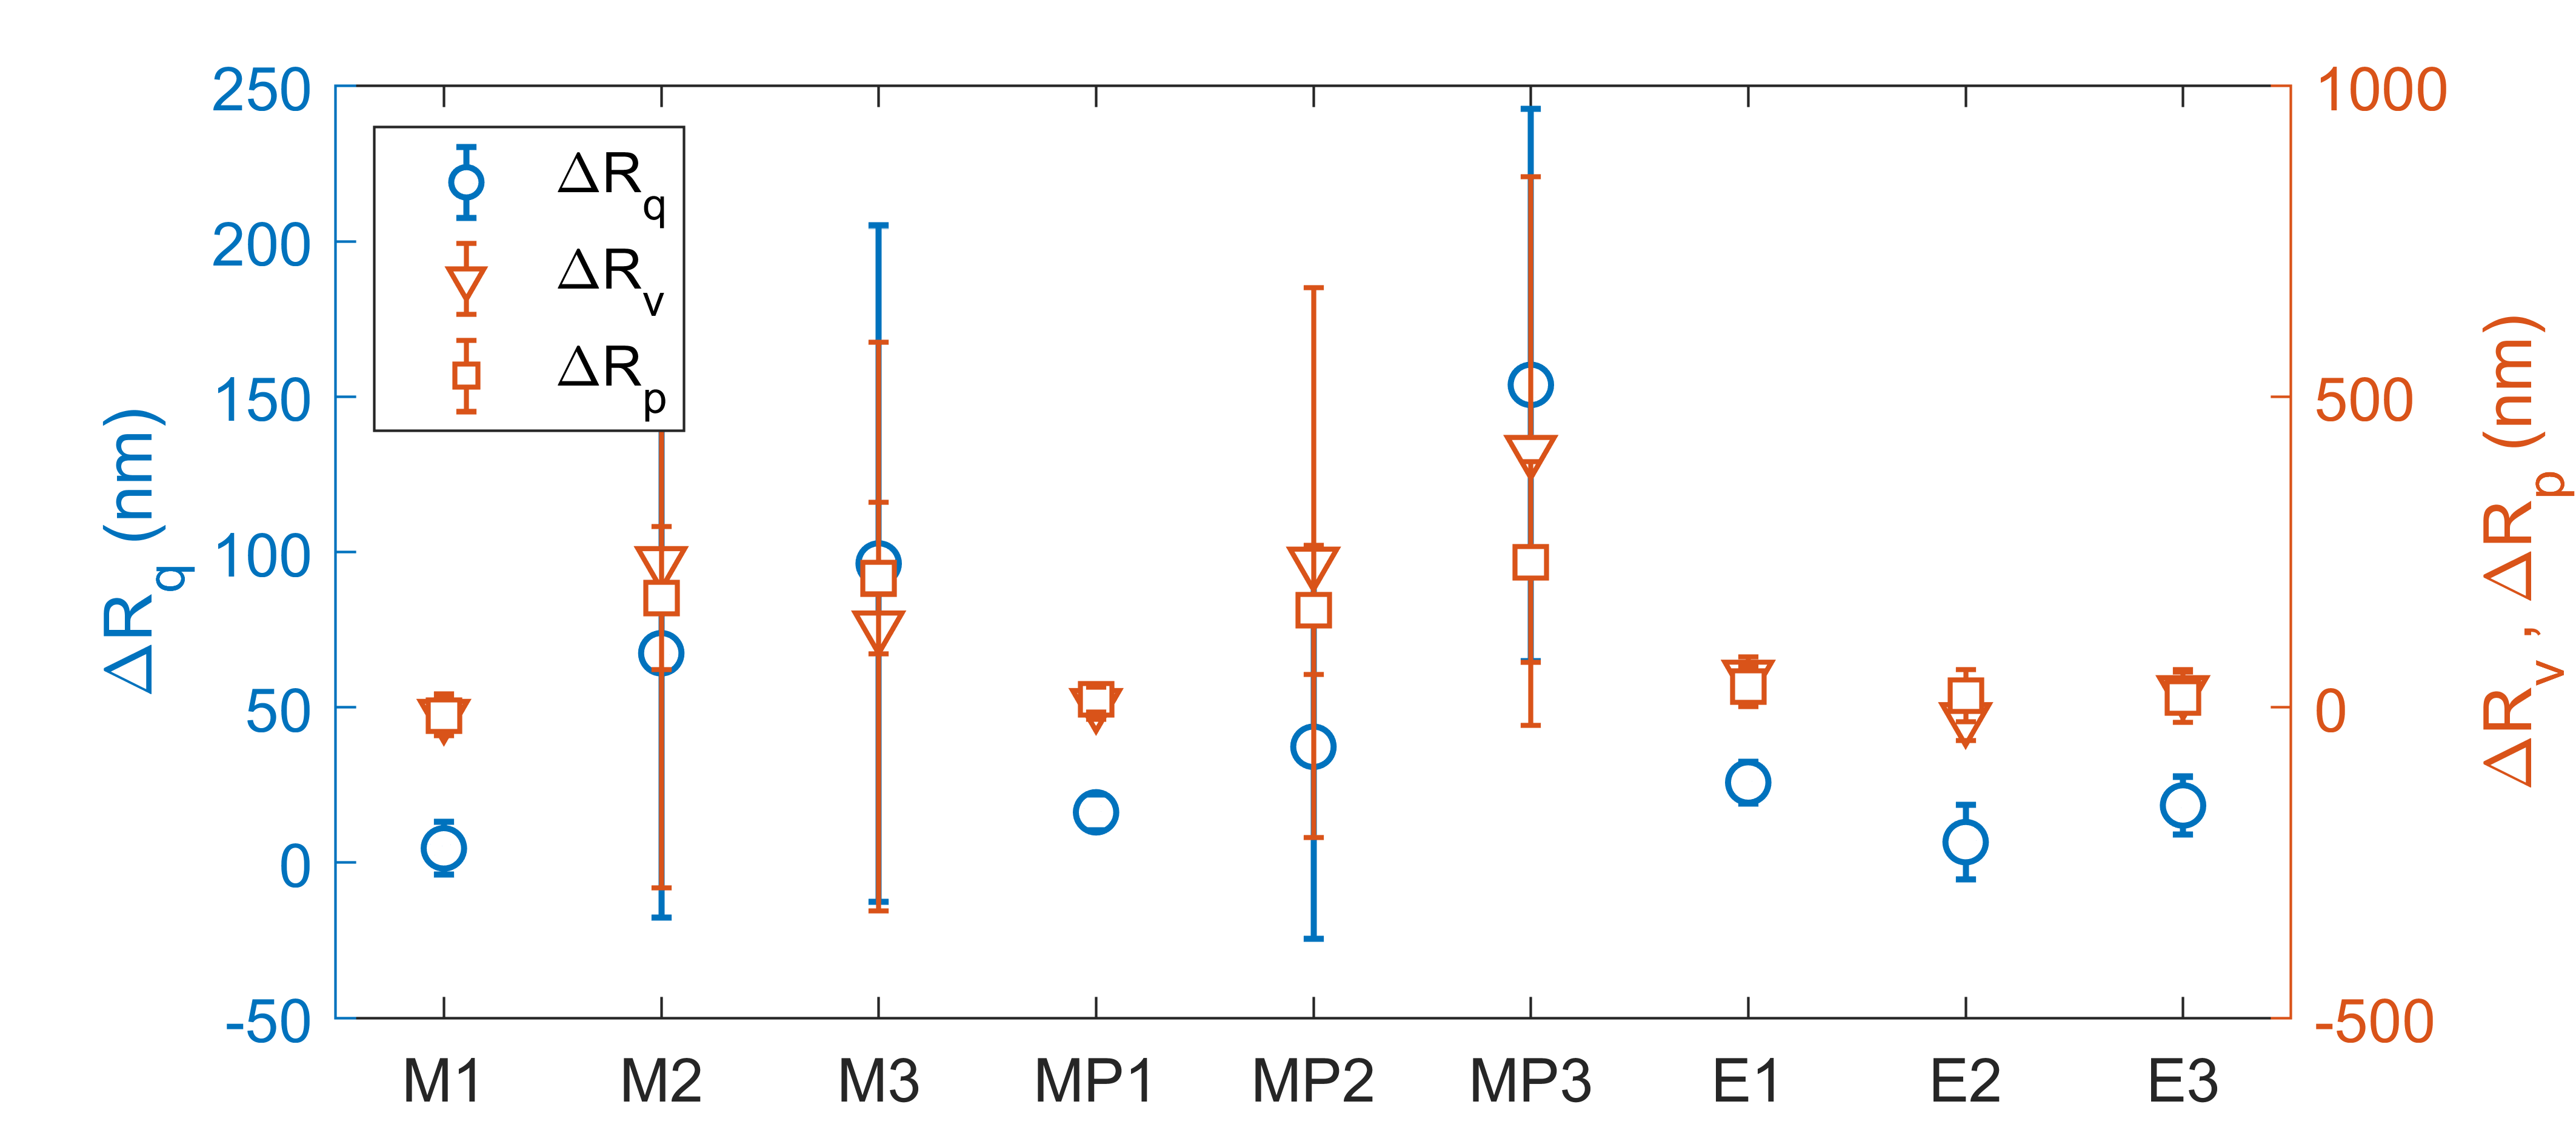 250
200
150
100
50
0
-50
ΔRq (nm)
ΔRq
ΔRv
ΔRp
1000
500
0
-500
ΔRv , ΔRp (nm)
M1 M2 M3 MP1 MP2 MP3 E1 E2 E3